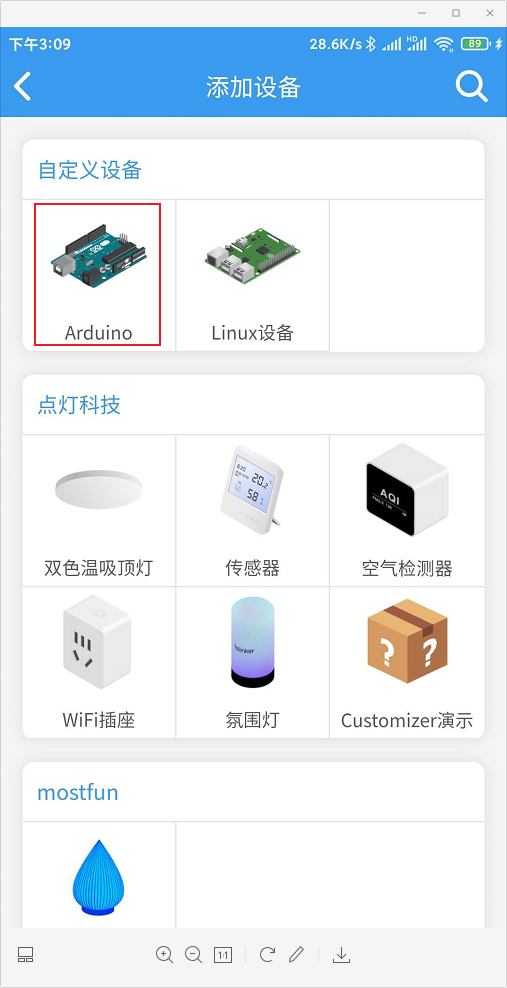 下午3:09 28.6K/s HD 89
添加设备
自定义设备
Arduino Linux设备
点灯科技
20.2
58
AQI
双色温吸顶灯 传感器 空气检测器
blinker
? ?
WiFi插座 氛围灯 Customizer演示
mostfun
1:1